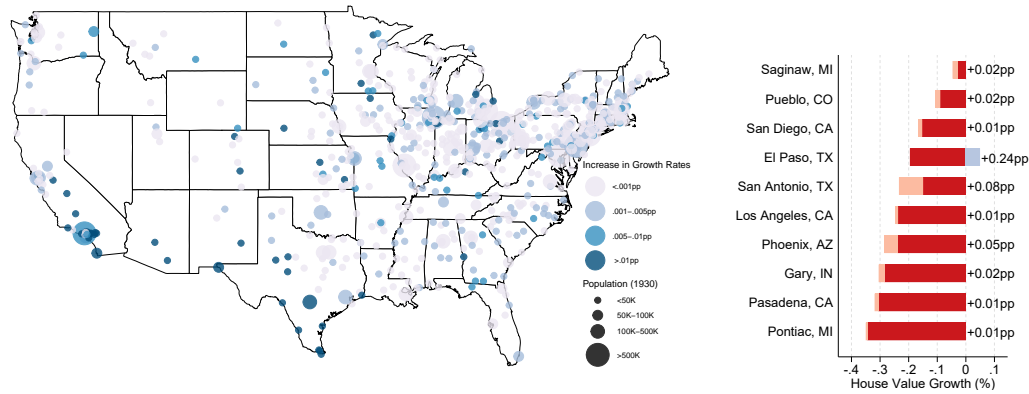 Increase in Growth Rates
<.001pp
.001–.005pp
.005–.01pp
>.01pp
Population (1930)
<50K
50K–100K
100K–500K
>500K
Saginaw, MI
+0.02pp
Pueblo, CO
+0.02pp
San Diego, CA
+0.01pp
El Paso, TX
+0.24pp
San Antonio, TX
+0.08pp
Los Angeles, CA
+0.01pp
Phoenix, AZ
+0.05pp
Gary, IN
+0.02pp
Pasadena, CA
+0.01pp
Pontiac, MI
+0.01pp
-.4 -.3 -.2 -.1 0 .1
House Value Growth (%)